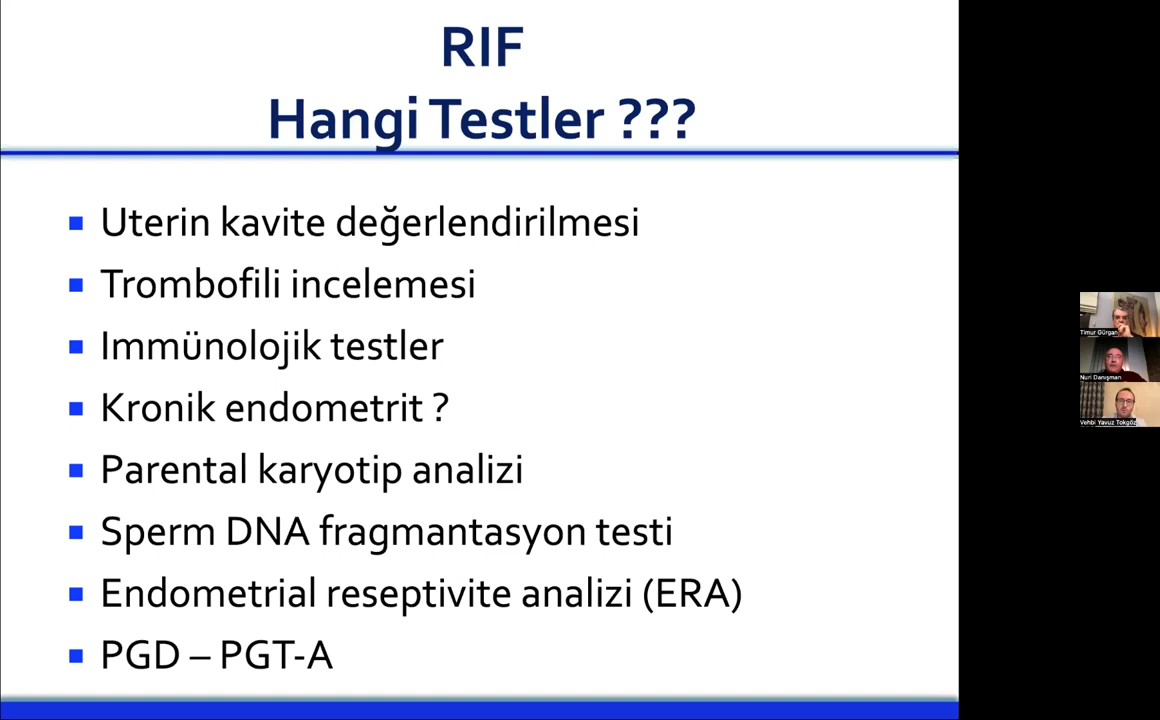 RIF
Hangi Testler ???
Uterin kavite değerlendirilmesi
Trombofili incelemesi
Immünolojik testler
Kronik endometrit ?
Parental karyotip analizi
Sperm DNA fragmantasyon testi
Endometrial reseptivite analizi (ERA)
PGD – PGT-A
Timur Gürgan
Nuri Danışman
Vehbi Yavuz Tokgöz